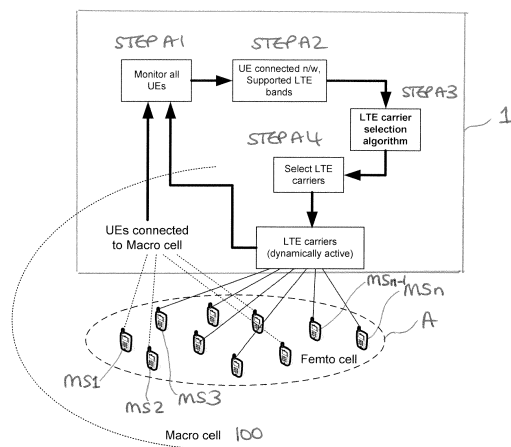 STEP A1
STEP A2
Monitor all
UEs
UE connected n/w,
Supported LTE
bands
STEP A3
LTE carrier
selection
algorithm
1
STEP A4
Select LTE
carriers
UEs connected
to Macro cell
LTE carriers
(dynamically active)
MSn-1
MSn
A
Femto cell
MS1
MS2
MS3
Macro cell 100